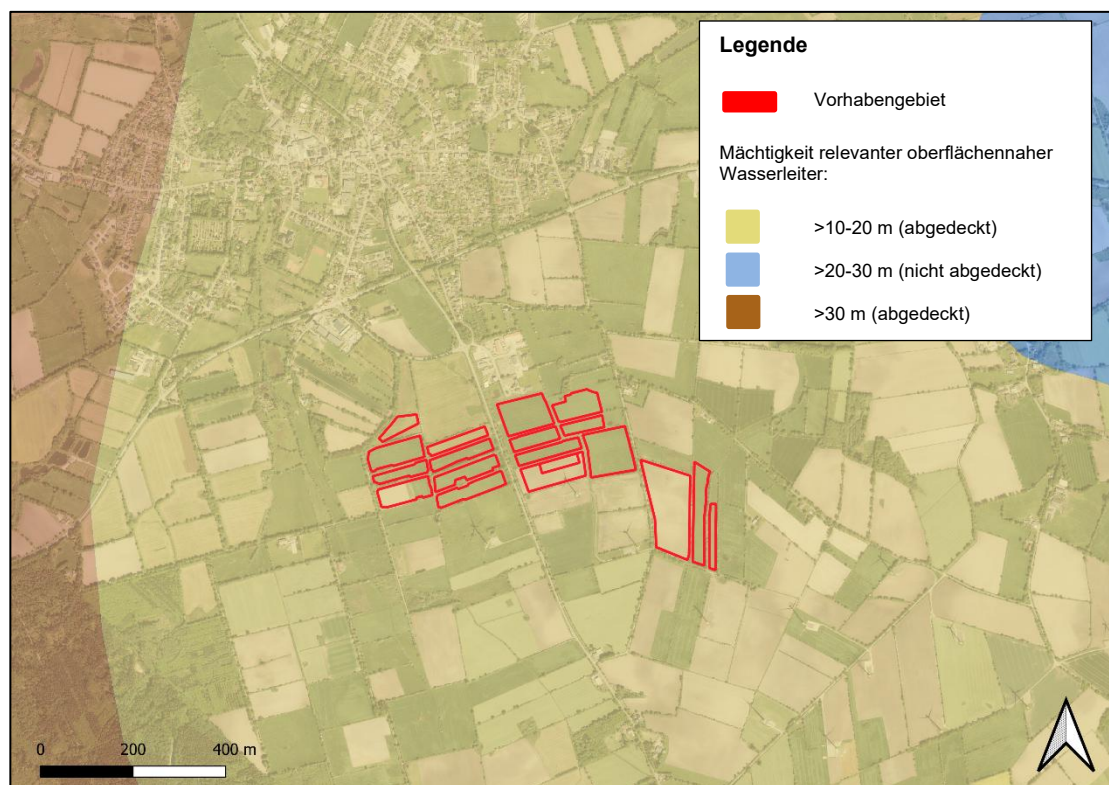 Legende
Vorhabengebiet
Mächtigkeit relevanter oberflächennaher
Wasserleiter:
>10-20 m (abgedeckt)
>20-30 m (nicht abgedeckt)
>30 m (abgedeckt)
0 200 400 m